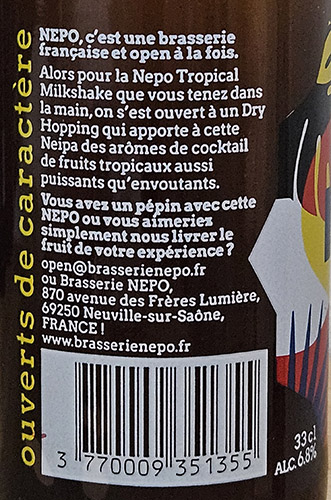 ouverts de caractère
NEPO, c'est une brasserie
française et open à la fois.
Alors pour la Nepo Tropical
Milkshake que vous tenez dans
la main, on s'est ouvert à un Dry
Hopping qui apporte à cette
Neipa des arômes de cocktail
de fruits tropicaux aussi
puissants qu'envoutants.
Vous avez un pépin avec cette
NEPO ou vous aimeriez
simplement nous livrer le
fruit de votre expérience ?
open@brasserienepo.fr
ou Brasserie NEPO,
870 avenue des Frères Lumière,
69250 Neuville-sur-Saône,
FRANCE !
www.brasserienepo.fr
3 770009 351355
33cl
ALC. 6.8%